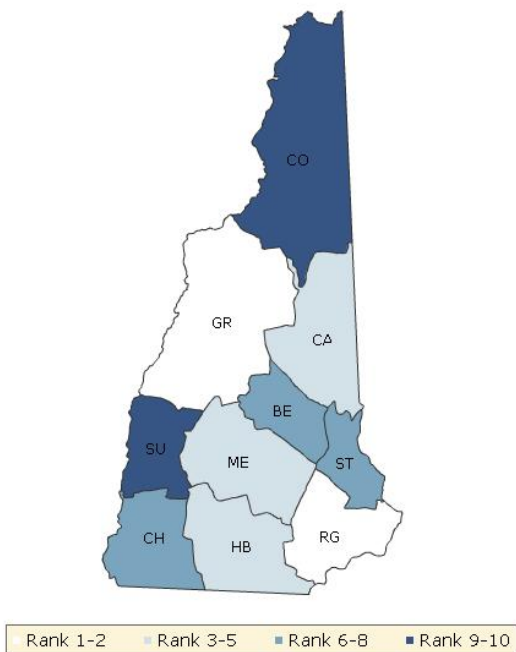 CO
GR
CA
BE
SU
ME
ST
CH
HB
RG
Rank 1-2 Rank 3-5 Rank 6-8 Rank 9-10